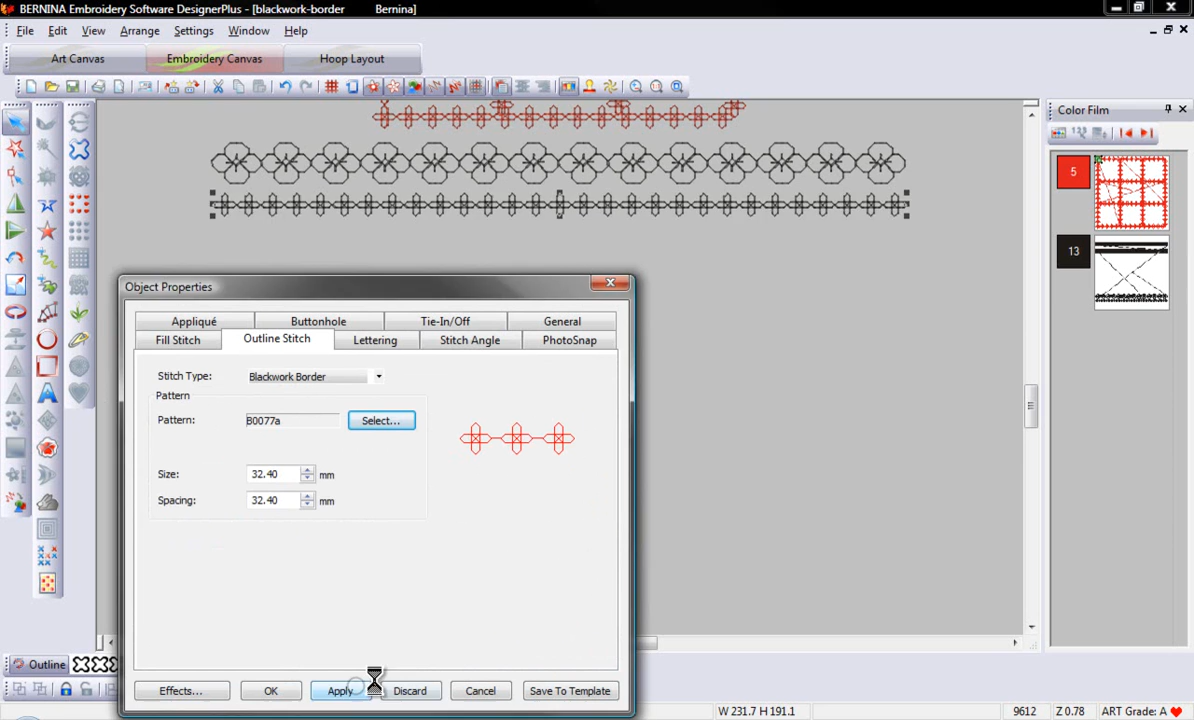 BERNINA Embroidery Software DesignerPlus - [blackwork-border Bernina]
File Edit View Arrange Settings Window Help
Art Canvas Embroidery Canvas Hoop Layout
Color Film
5
13
Object Properties
Appliqué Buttonhole Tie-In/Off General
Fill Stitch Outline Stitch Lettering Stitch Angle PhotoSnap
Stitch Type: Blackwork Border
Pattern
Pattern: B0077a Select...
Size: 32.40 mm
Spacing: 32.40 mm
Effects... OK Apply Discard Cancel Save To Template
Outline
W 231.7 H 191.1 9612 Z 0.78 ART Grade: A